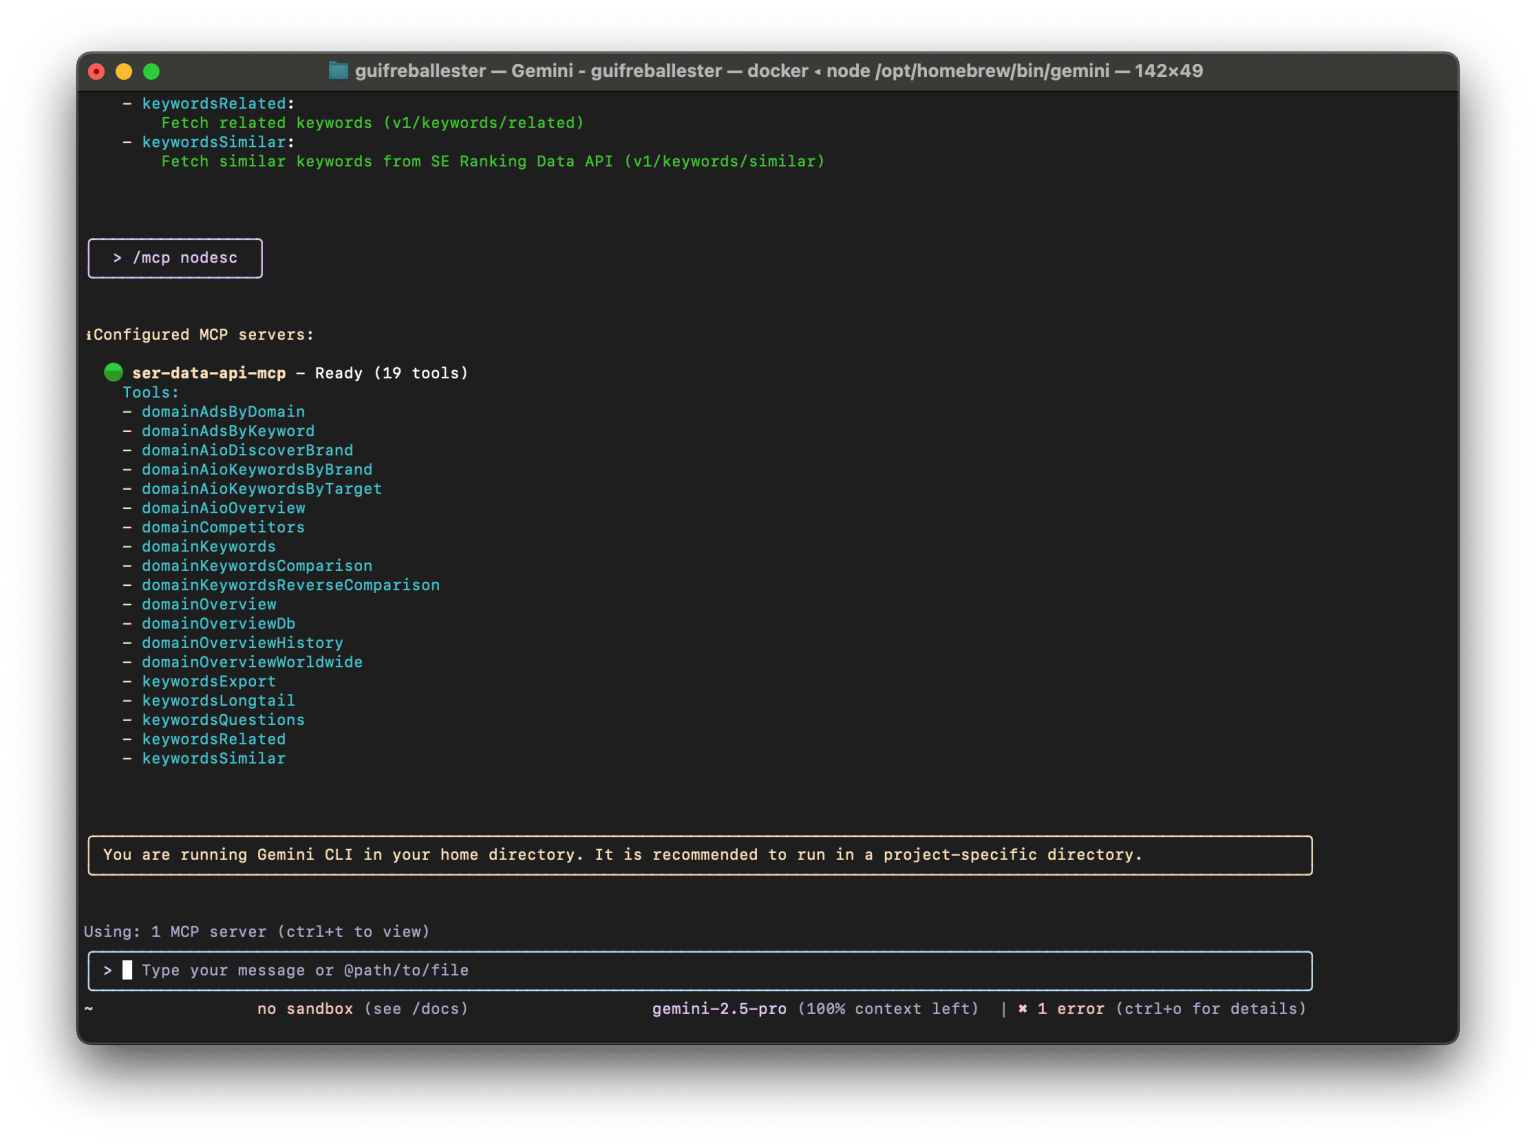 guifreballester — Gemini - guifreballester — docker ◂ node /opt/homebrew/bin/gemini — 142×49
- keywordsRelated:
Fetch related keywords (v1/keywords/related)
- keywordsSimilar:
Fetch similar keywords from SE Ranking Data API (v1/keywords/similar)
> /mcp nodesc
ℹConfigured MCP servers:
ser-data-api-mcp - Ready (19 tools)
Tools:
- domainAdsByDomain
- domainAdsByKeyword
- domainAioDiscoverBrand
- domainAioKeywordsByBrand
- domainAioKeywordsByTarget
- domainAioOverview
- domainCompetitors
- domainKeywords
- domainKeywordsComparison
- domainKeywordsReverseComparison
- domainOverview
- domainOverviewDb
- domainOverviewHistory
- domainOverviewWorldwide
- keywordsExport
- keywordsLongtail
- keywordsQuestions
- keywordsRelated
- keywordsSimilar
You are running Gemini CLI in your home directory. It is recommended to run in a project-specific directory.
Using: 1 MCP server (ctrl+t to view)
> Type your message or @path/to/file
~ no sandbox (see /docs) gemini-2.5-pro (100% context left) | ✖ 1 error (ctrl+o for details)